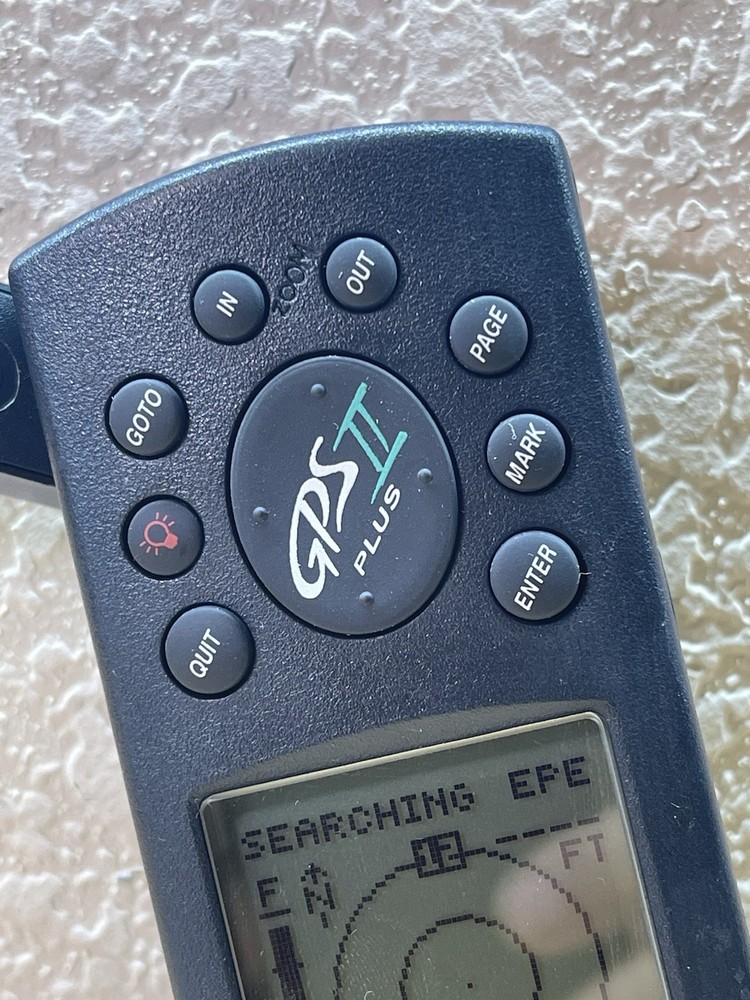 ZOOM
IN
OUT
PAGE
GOTO
MARK
GPS II
PLUS
ENTER
QUIT
SEARCHING EPE
FT
F
N